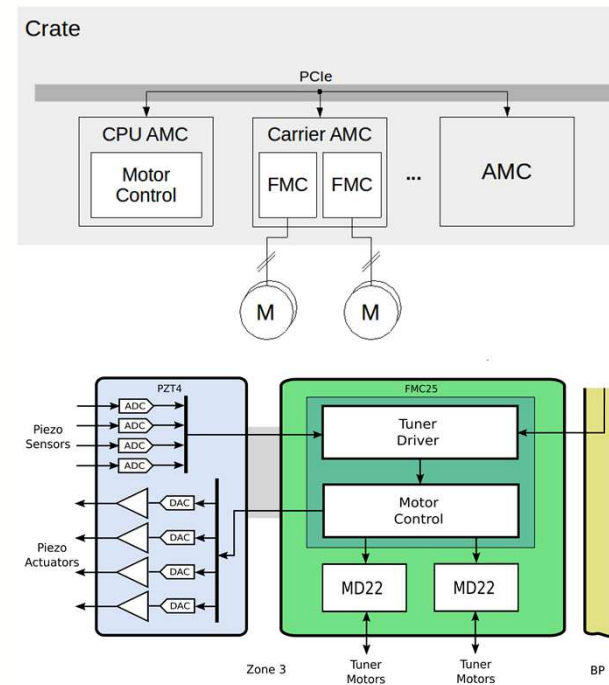 Crate
PCIe
CPU AMC
Motor
Control
Carrier AMC
FMC
FMC
...
AMC
M
M
PZT4
ADC
ADC
ADC
ADC
Piezo
Sensors
DAC
DAC
DAC
DAC
Piezo
Actuators
FMC25
Tuner
Driver
Motor
Control
MD22
MD22
Zone 3
Tuner
Motors
Tuner
Motors
BP